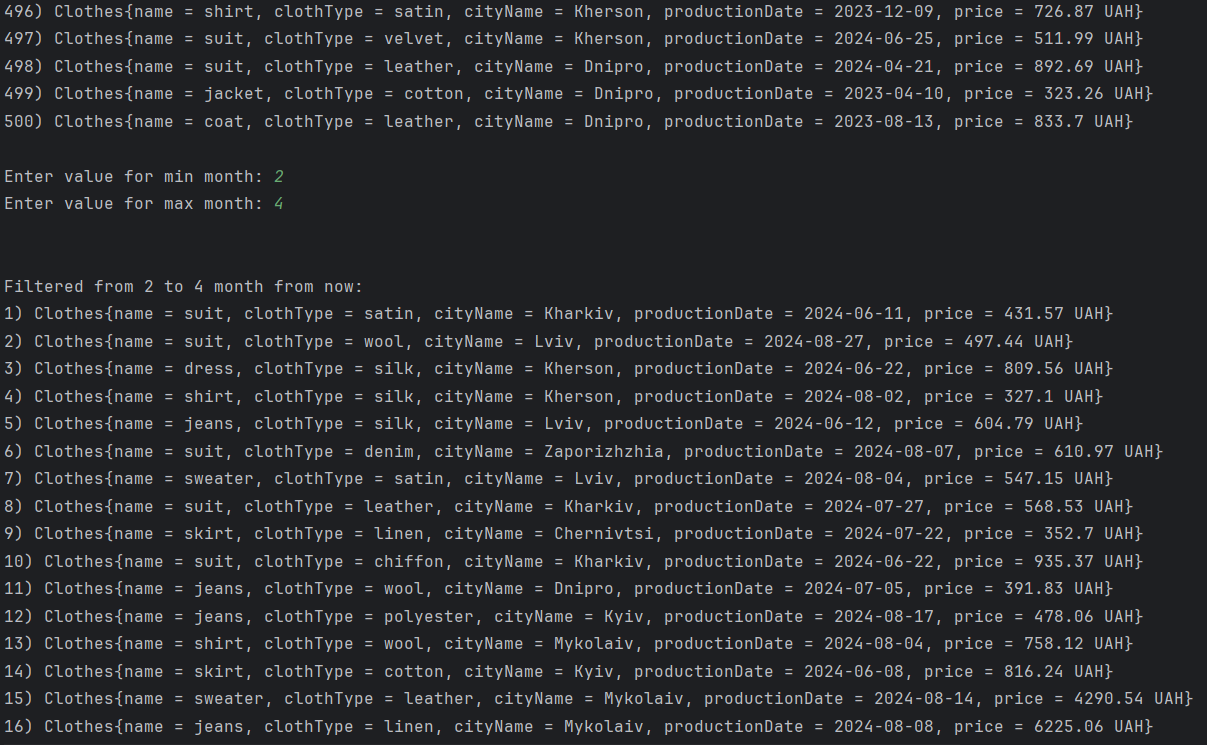 496) Clothes{name = shirt, clothType = satin, cityName = Kherson, productionDate = 2023-12-09, price = 726.87 UAH}
497) Clothes{name = suit, clothType = velvet, cityName = Kherson, productionDate = 2024-06-25, price = 511.99 UAH}
498) Clothes{name = suit, clothType = leather, cityName = Dnipro, productionDate = 2024-04-21, price = 892.69 UAH}
499) Clothes{name = jacket, clothType = cotton, cityName = Dnipro, productionDate = 2023-04-10, price = 323.26 UAH}
500) Clothes{name = coat, clothType = leather, cityName = Dnipro, productionDate = 2023-08-13, price = 833.7 UAH}
Enter value for min month: 2
Enter value for max month: 4
Filtered from 2 to 4 month from now:
1) Clothes{name = suit, clothType = satin, cityName = Kharkiv, productionDate = 2024-06-11, price = 431.57 UAH}
2) Clothes{name = suit, clothType = wool, cityName = Lviv, productionDate = 2024-08-27, price = 497.44 UAH}
3) Clothes{name = dress, clothType = silk, cityName = Kherson, productionDate = 2024-06-22, price = 809.56 UAH}
4) Clothes{name = shirt, clothType = silk, cityName = Kherson, productionDate = 2024-08-02, price = 327.1 UAH}
5) Clothes{name = jeans, clothType = silk, cityName = Lviv, productionDate = 2024-06-12, price = 604.79 UAH}
6) Clothes{name = suit, clothType = denim, cityName = Zaporizhzhia, productionDate = 2024-08-07, price = 610.97 UAH}
7) Clothes{name = sweater, clothType = satin, cityName = Lviv, productionDate = 2024-08-04, price = 547.15 UAH}
8) Clothes{name = suit, clothType = leather, cityName = Kharkiv, productionDate = 2024-07-27, price = 568.53 UAH}
9) Clothes{name = skirt, clothType = linen, cityName = Chernivtsi, productionDate = 2024-07-22, price = 352.7 UAH}
10) Clothes{name = suit, clothType = chiffon, cityName = Kharkiv, productionDate = 2024-06-22, price = 935.37 UAH}
11) Clothes{name = jeans, clothType = wool, cityName = Dnipro, productionDate = 2024-07-05, price = 391.83 UAH}
12) Clothes{name = jeans, clothType = polyester, cityName = Kyiv, productionDate = 2024-08-17, price = 478.06 UAH}
13) Clothes{name = shirt, clothType = wool, cityName = Mykolaiv, productionDate = 2024-08-04, price = 758.12 UAH}
14) Clothes{name = skirt, clothType = cotton, cityName = Kyiv, productionDate = 2024-06-08, price = 816.24 UAH}
15) Clothes{name = sweater, clothType = leather, cityName = Mykolaiv, productionDate = 2024-08-14, price = 4290.54 UAH}
16) Clothes{name = jeans, clothType = linen, cityName = Mykolaiv, productionDate = 2024-08-08, price = 6225.06 UAH}